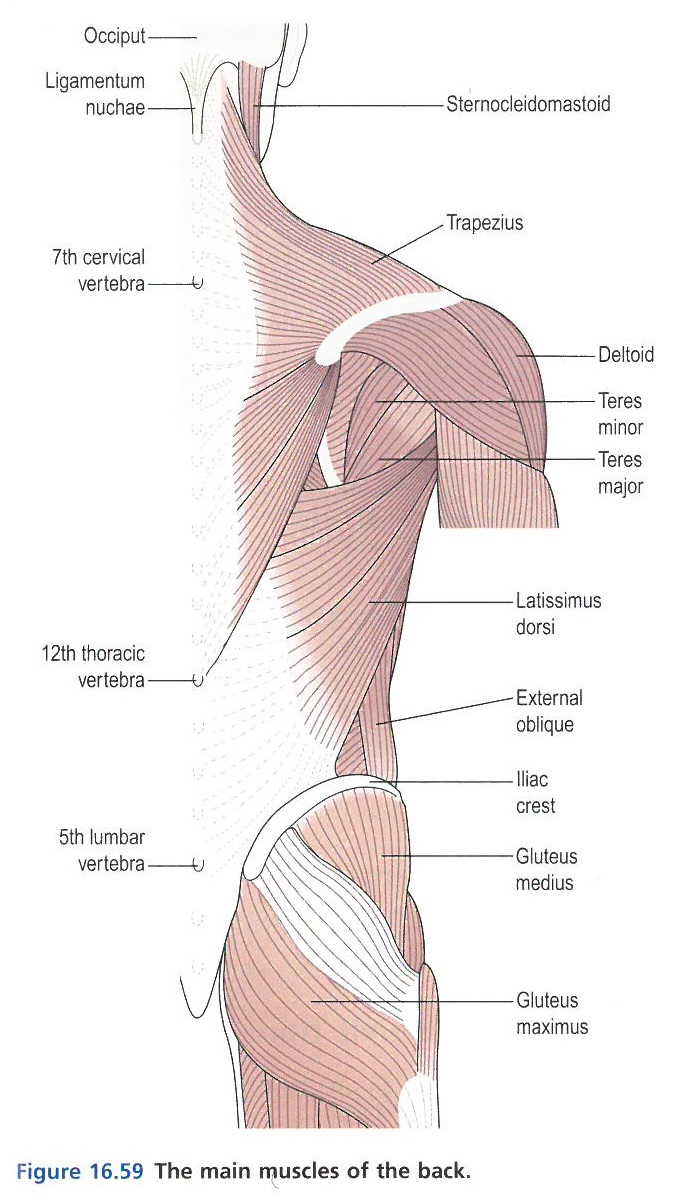 Occiput
Ligamentum
nuchae
Sternocleidomastoid
Trapezius
7th cervical
vertebra
Deltoid
Teres
minor
Teres
major
Latissimus
dorsi
12th thoracic
vertebra
External
oblique
Iliac
crest
5th lumbar
vertebra
Gluteus
medius
Gluteus
maximus
Figure 16.59 The main muscles of the back.